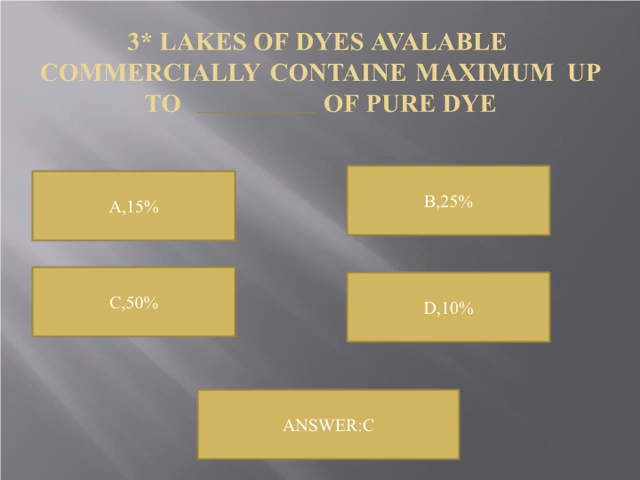 3* LAKES OF DYES AVALABLE
COMMERCIALLY CONTAINE MAXIMUM UP
TO _________ OF PURE DYE
A,15%
B,25%
C,50%
D,10%
ANSWER:C